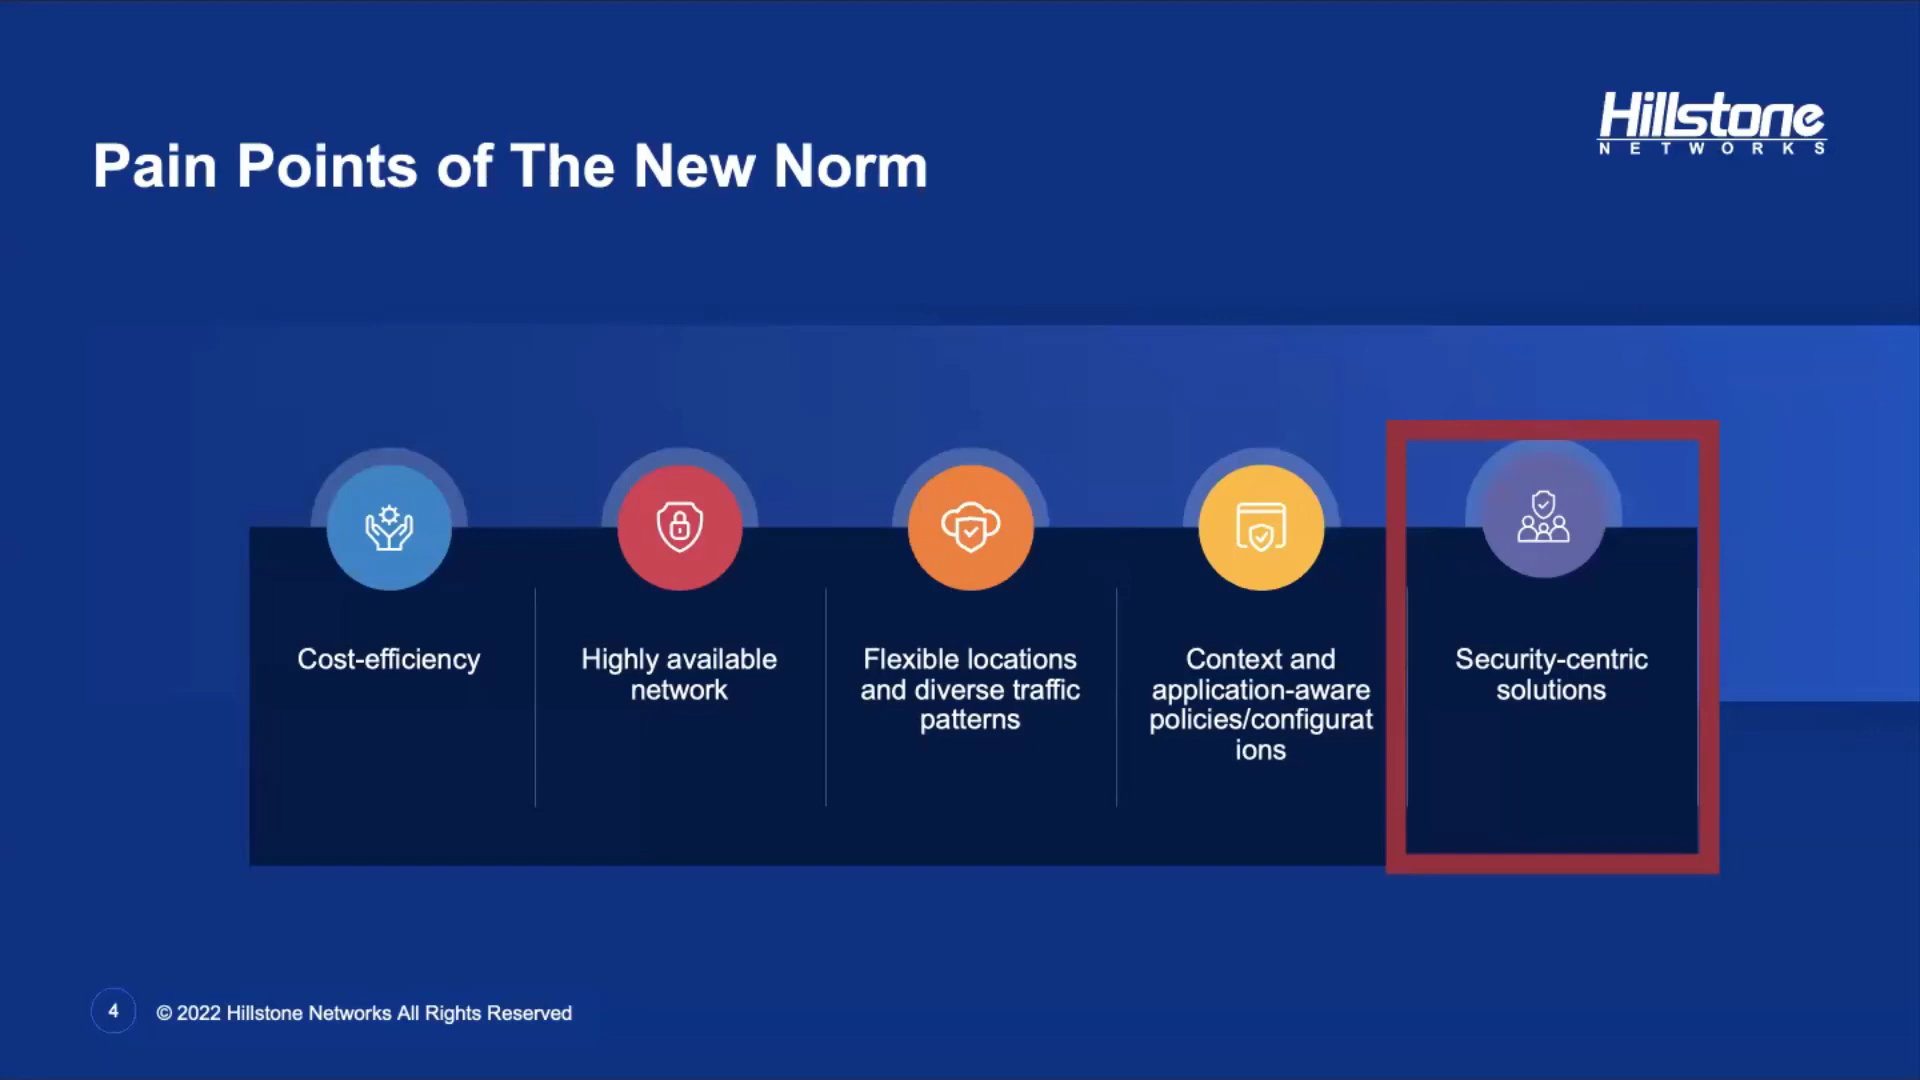 Hillstone
NETWORKS
Pain Points of The New Norm
Cost-efficiency
Highly available
network
Flexible locations
and diverse traffic
patterns
Context and
application-aware
policies/configurat
ions
Security-centric
solutions
4
© 2022 Hillstone Networks All Rights Reserved